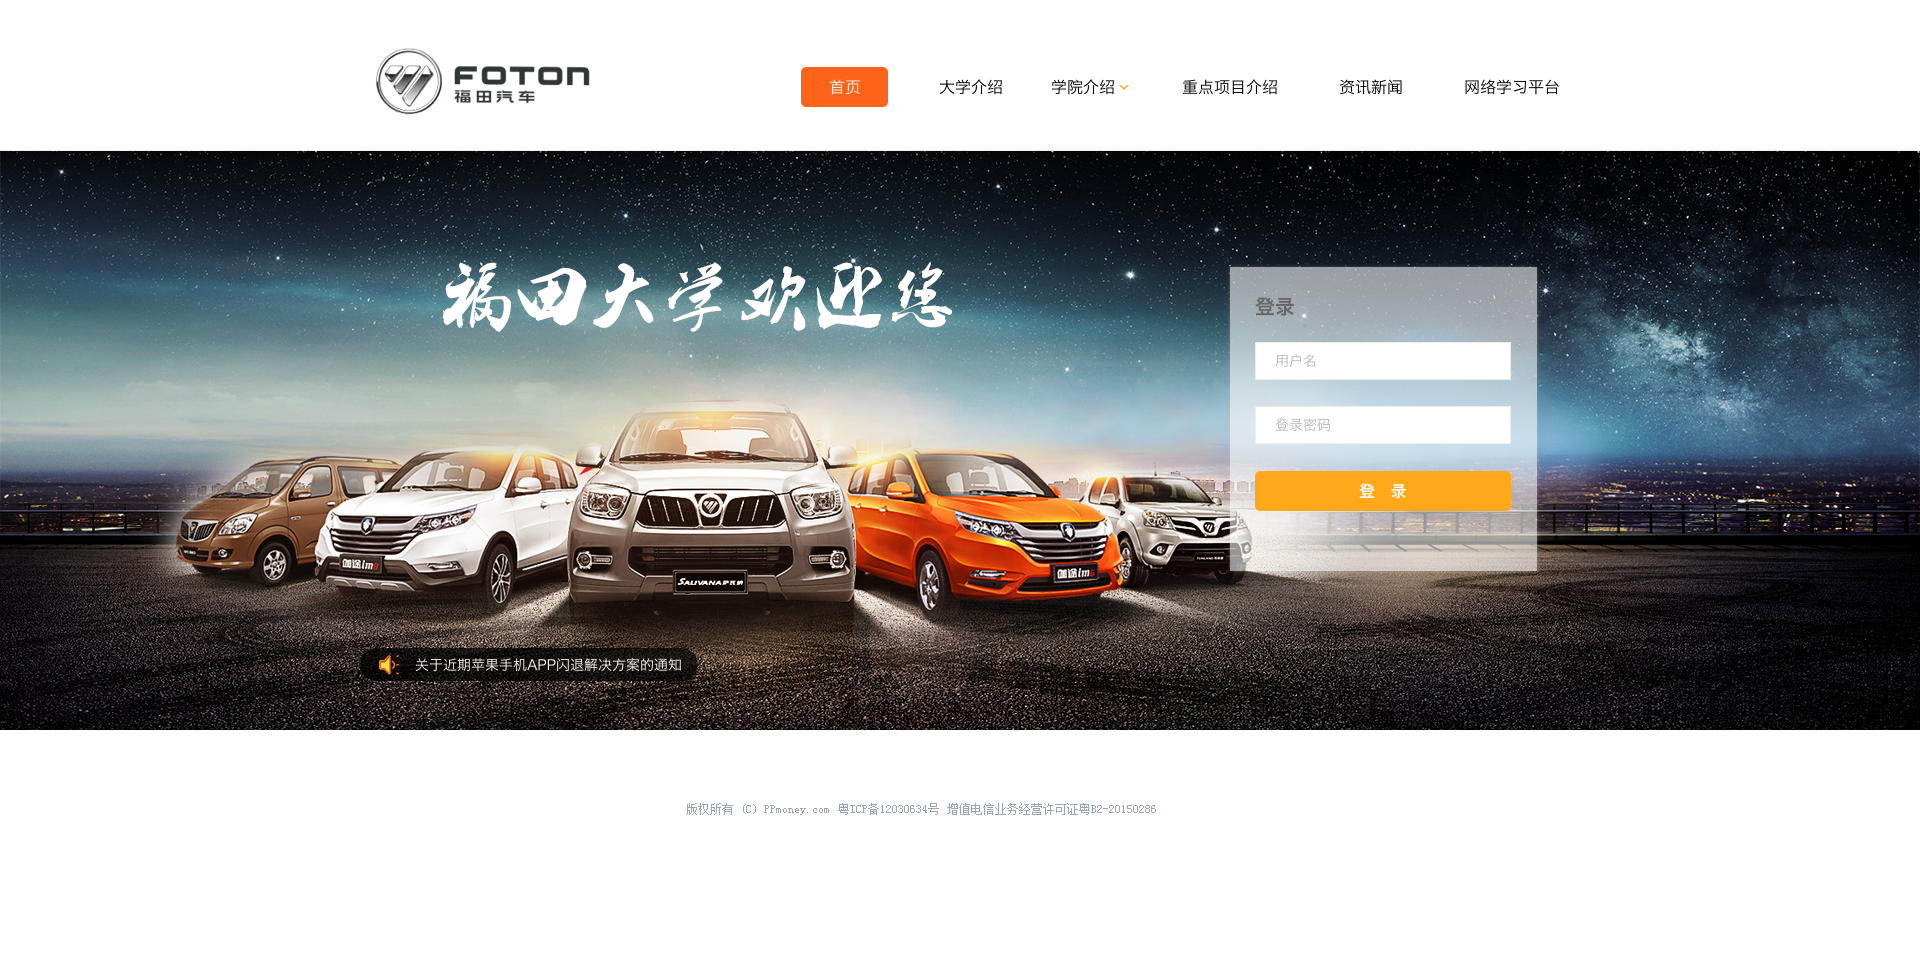 FOTON
福田汽车
首页 大学介绍 学院介绍 重点项目介绍 资讯新闻 网络学习平台
福田大学欢迎您
登录
用户名
登录密码
登 录
伽途im6
SAUVANA萨瓦纳
伽途im6
TUNLAND
关于近期苹果手机APP闪退解决方案的通知
版权所有 (C) PPmoney.com 粤ICP备12030634号 增值电信业务经营许可证粤B2-20150286